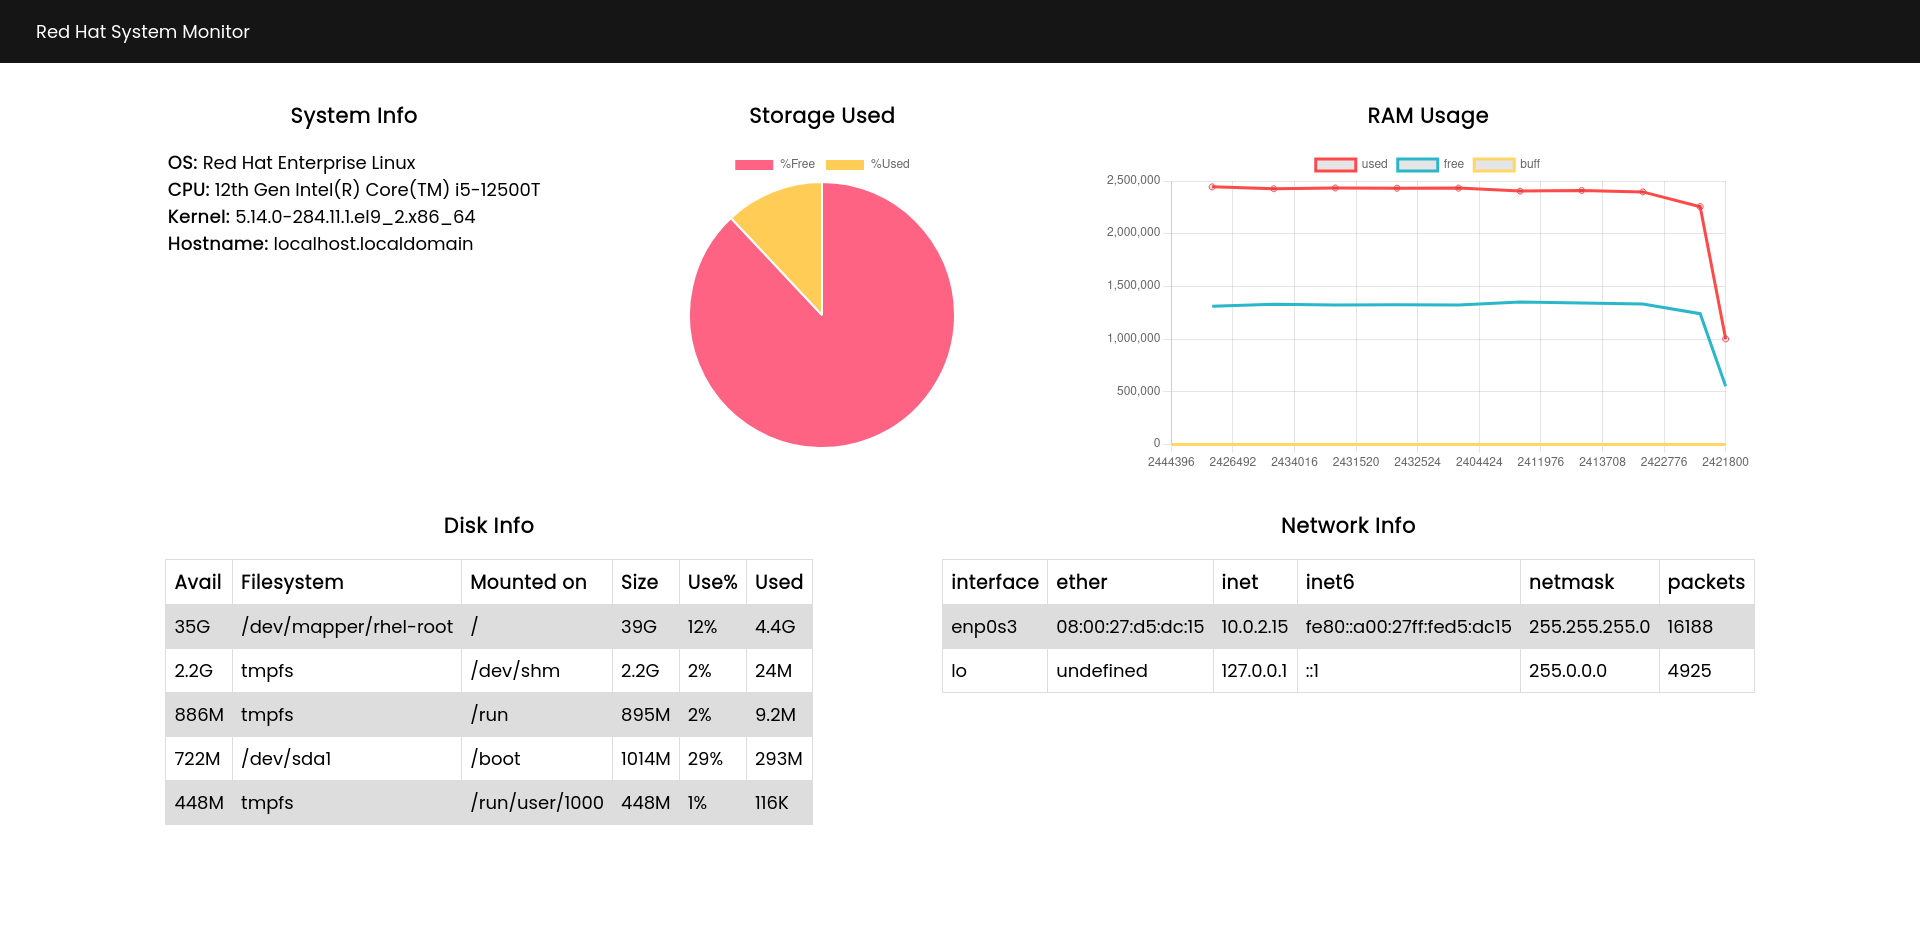 Red Hat System Monitor
System Info
OS: Red Hat Enterprise Linux
CPU: 12th Gen Intel(R) Core(TM) i5-12500T
Kernel: 5.14.0-284.11.1.el9_2.x86_64
Hostname: localhost.localdomain
Storage Used
%Free %Used
RAM Usage
used free buff
2,500,000
2,000,000
1,500,000
1,000,000
500,000
0
2444396 2426492 2434016 2431520 2432524 2404424 2411976 2413708 2422776 2421800
Disk Info
Avail Filesystem Mounted on Size Use% Used
35G /dev/mapper/rhel-root / 39G 12% 4.4G
2.2G tmpfs /dev/shm 2.2G 2% 24M
886M tmpfs /run 895M 2% 9.2M
722M /dev/sda1 /boot 1014M 29% 293M
448M tmpfs /run/user/1000 448M 1% 116K
Network Info
interface ether inet inet6 netmask packets
enp0s3 08:00:27:d5:dc:15 10.0.2.15 fe80::a00:27ff:fed5:dc15 255.255.255.0 16188
lo undefined 127.0.0.1 ::1 255.0.0.0 4925